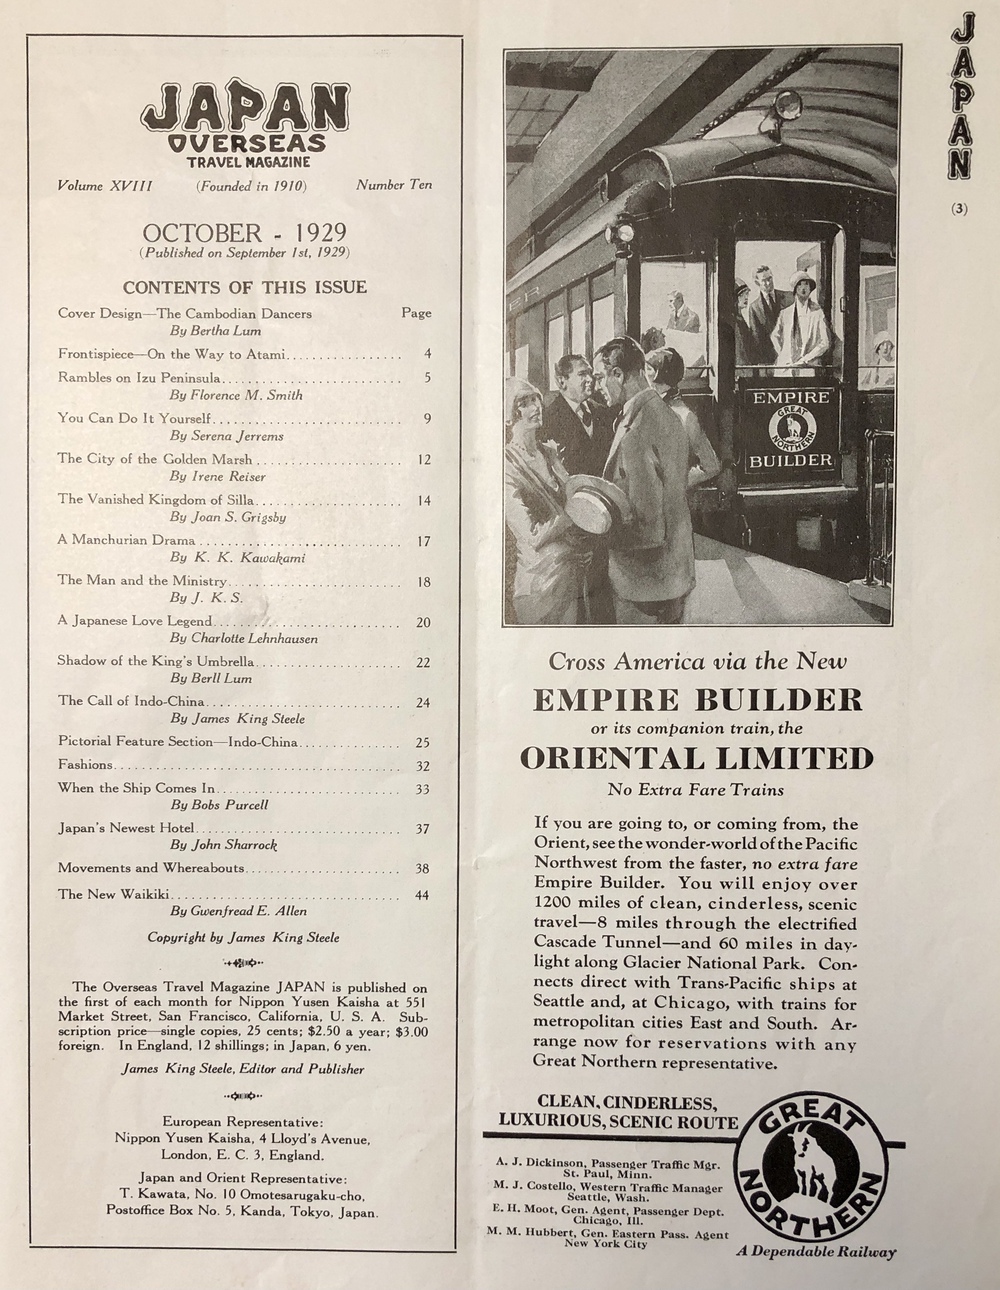 JAPAN
OVERSEAS
TRAVEL MAGAZINE
Volume XVIII (Founded in 1910) Number Ten
OCTOBER - 1929
(Published on September 1st, 1929)
CONTENTS OF THIS ISSUE
Cover Design—The Cambodian Dancers Page
By Bertha Lum
Frontispiece—On the Way to Atami................. 4
Rambles on Izu Peninsula.......................... 5
By Florence M. Smith
You Can Do It Yourself........................... 9
By Serena Jerrems
The City of the Golden Marsh ..................... 12
By Irene Reiser
The Vanished Kingdom of Silla..................... 14
By Joan S. Grigsby
A Manchurian Drama ............................. 17
By K. K. Kawakami
The Man and the Ministry......................... 18
By J. K. S.
A Japanese Love Legend........................... 20
By Charlotte Lehnhausen
Shadow of the King's Umbrella..................... 22
By Berll Lum
The Call of Indo-China............................ 24
By James King Steele
Pictorial Feature Section—Indo-China............... 25
Fashions......................................... 32
When the Ship Comes In........................... 33
By Bobs Purcell
Japan's Newest Hotel.............................. 37
By John Sharrock
Movements and Whereabouts....................... 38
The New Waikiki................................. 44
By Gwenfread E. Allen
Copyright by James King Steele
The Overseas Travel Magazine JAPAN is published on
the first of each month for Nippon Yusen Kaisha at 551
Market Street, San Francisco, California, U. S. A. Sub-
scription price—single copies, 25 cents; $2.50 a year; $3.00
foreign. In England, 12 shillings; in Japan, 6 yen.
James King Steele, Editor and Publisher
European Representative:
Nippon Yusen Kaisha, 4 Lloyd's Avenue,
London, E. C. 3, England.
Japan and Orient Representative:
T. Kawata, No. 10 Omotesarugaku-cho,
Postoffice Box No. 5, Kanda, Tokyo, Japan.
JAPAN
(3)
EMPIRE
GREAT
NORTHERN
BUILDER
Cross America via the New
EMPIRE BUILDER
or its companion train, the
ORIENTAL LIMITED
No Extra Fare Trains
If you are going to, or coming from, the
Orient, see the wonder-world of the Pacific
Northwest from the faster, no extra fare
Empire Builder. You will enjoy over
1200 miles of clean, cinderless, scenic
travel—8 miles through the electrified
Cascade Tunnel—and 60 miles in day-
light along Glacier National Park. Con-
nects direct with Trans-Pacific ships at
Seattle and, at Chicago, with trains for
metropolitan cities East and South. Ar-
range now for reservations with any
Great Northern representative.
CLEAN, CINDERLESS,
LUXURIOUS, SCENIC ROUTE
A. J. Dickinson, Passenger Traffic Mgr.
St. Paul, Minn.
M. J. Costello, Western Traffic Manager
Seattle, Wash.
E. H. Moot, Gen. Agent, Passenger Dept.
Chicago, Ill.
M. M. Hubbert, Gen. Eastern Pass. Agent
New York City
GREAT
NORTHERN
A Dependable Railway